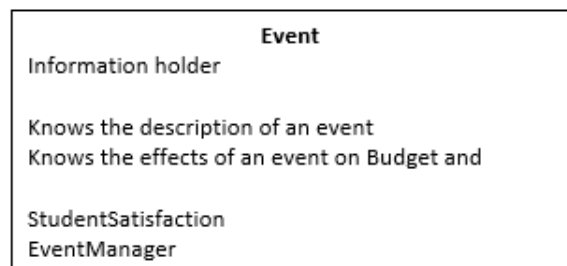 Event
Information holder
Knows the description of an event
Knows the effects of an event on Budget and
StudentSatisfaction
EventManager